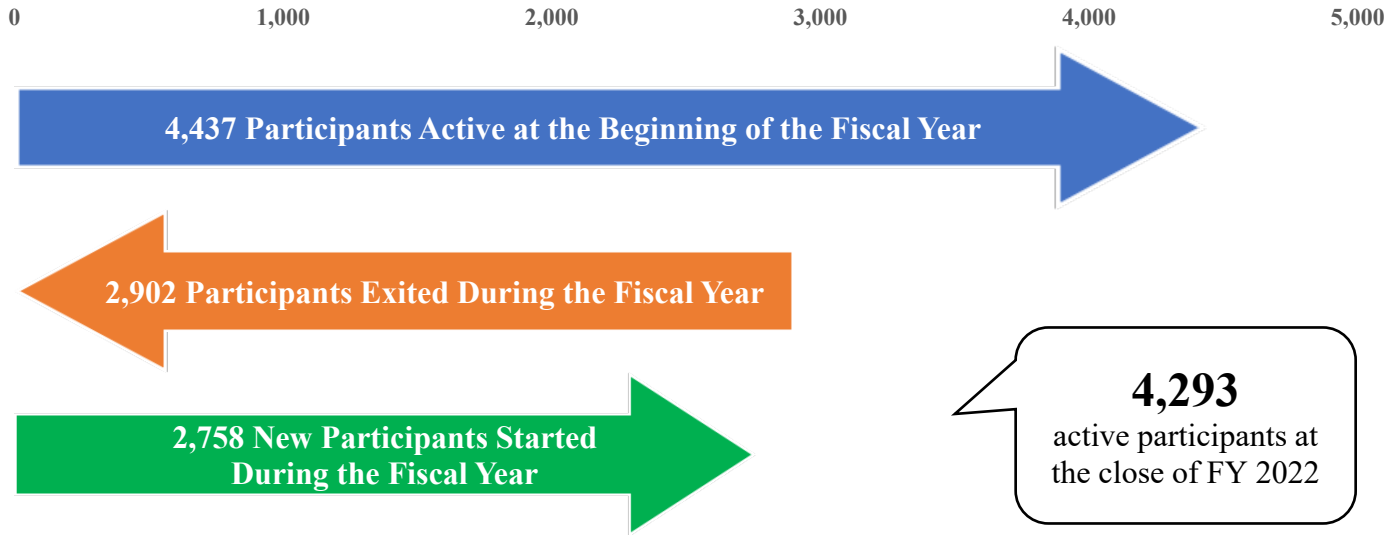 0 1,000 2,000 3,000 4,000 5,000
4,437 Participants Active at the Beginning of the Fiscal Year
2,902 Participants Exited During the Fiscal Year
2,758 New Participants Started
During the Fiscal Year
4,293
active participants at
the close of FY 2022